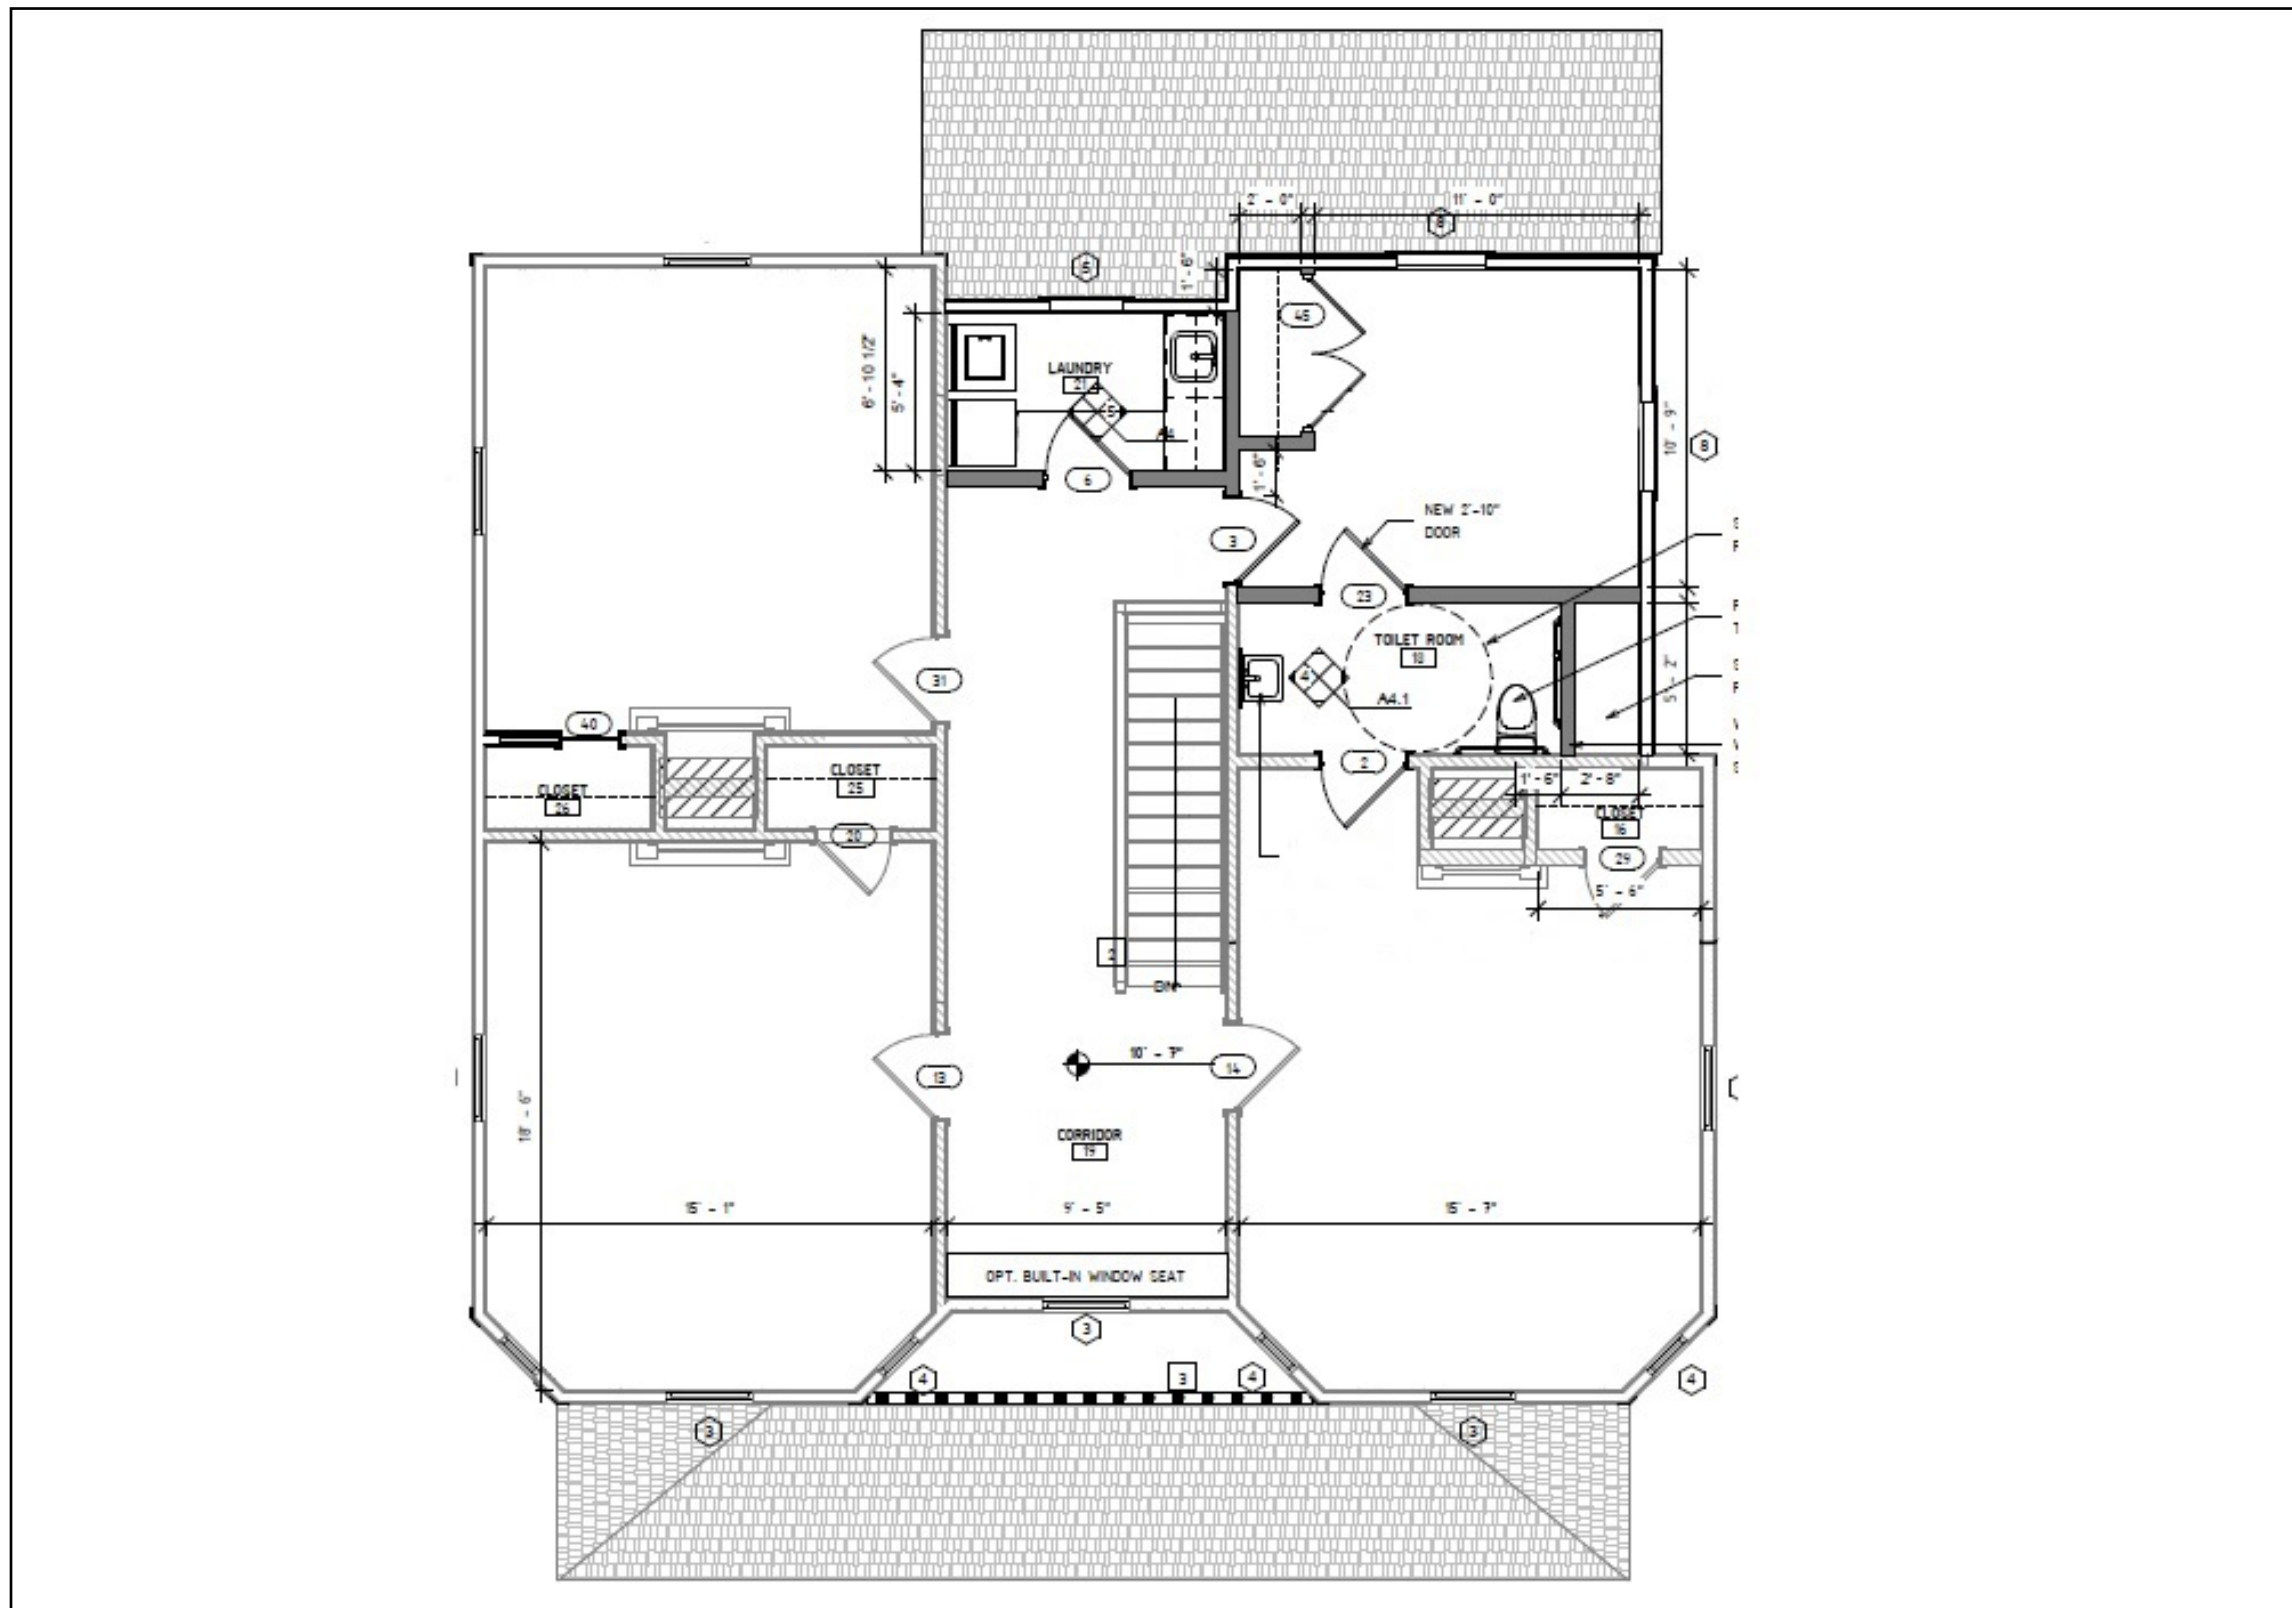 2' - 0"
11' - 0"
8
5
1' - 6"
45
6' - 10 1/2"
5' - 4"
LAUNDRY
21
5
A4
10' - 9"
8
6
1' - 6"
NEW 2'-10"
DOOR
3
23
TOILET ROOM
18
31
4
A4.1
5' - 2"
40
2
1' - 6"
2' - 8"
CLOSET
25
CLOSET
26
CLOSET
16
20
29
5' - 6"
2
DN
10' - 7"
13
14
18' - 6"
CORRIDOR
19
15' - 1"
9' - 5"
15' - 7"
OPT. BUILT-IN WINDOW SEAT
3
4
3
4
4
3
3